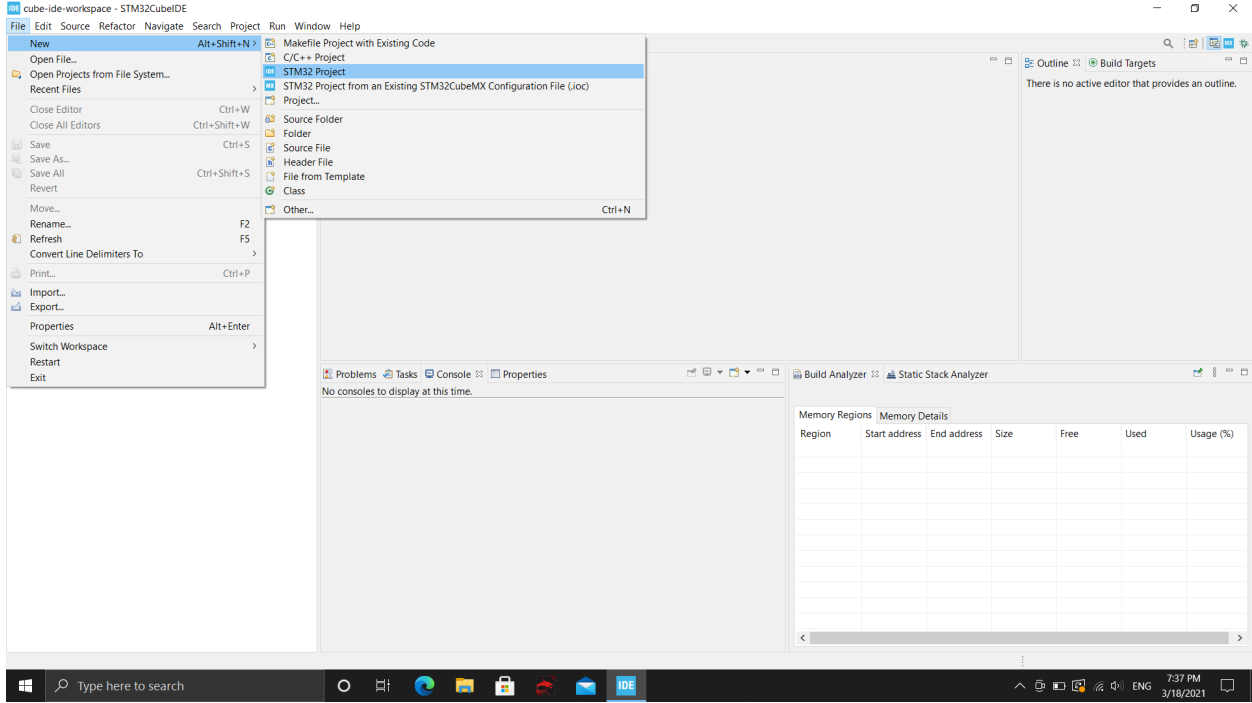 IDE cube-ide-workspace - STM32CubeIDE
File Edit Source Refactor Navigate Search Project Run Window Help
New Alt+Shift+N >
Open File...
Open Projects from File System...
Recent Files >
Close Editor Ctrl+W
Close All Editors Ctrl+Shift+W
Save Ctrl+S
Save As...
Save All Ctrl+Shift+S
Revert
Move...
Rename... F2
Refresh F5
Convert Line Delimiters To >
Print... Ctrl+P
Import...
Export...
Properties Alt+Enter
Switch Workspace >
Restart
Exit
Makefile Project with Existing Code
C/C++ Project
IDE STM32 Project
MX STM32 Project from an Existing STM32CubeMX Configuration File (.ioc)
Project...
Source Folder
Folder
Source File
Header File
File from Template
Class
Other... Ctrl+N
MX
Outline Build Targets
There is no active editor that provides an outline.
Problems Tasks Console Properties
No consoles to display at this time.
Build Analyzer Static Stack Analyzer
Memory Regions Memory Details
Region Start address End address Size Free Used Usage (%)
Type here to search
IDE
ENG
7:37 PM
3/18/2021